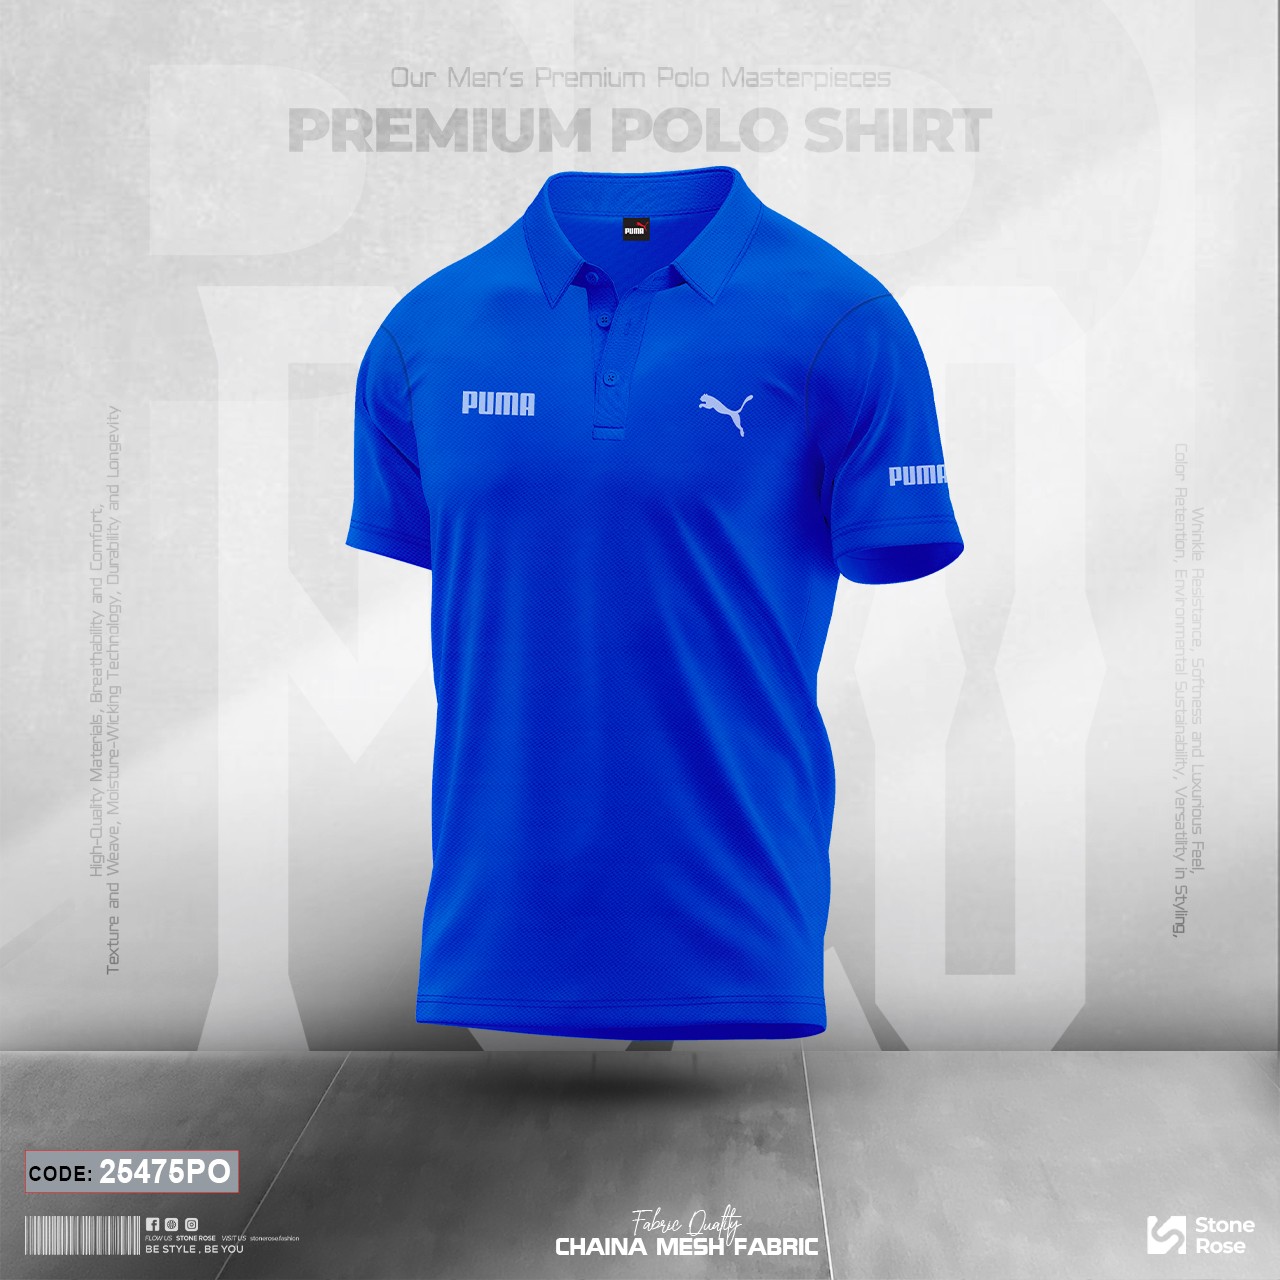 Our Men's Premium Polo Masterpieces
PREMIUM POLO SHIRT
PUMA
PUMA
PUMA
High-Quality Materials, Breathability and Comfort,
Texture and Weave, Moisture-Wicking Technology, Durability and Longevity
Wrinkle Resistance, Softness and Luxurious Feel,
Color Retention, Environmental Sustainability, Versatility in Styling,
CODE: 25475PO
FLOW US STONE ROSE VISIT US stonerose.fashion
BE STYLE , BE YOU
Fabric Quality
CHAINA MESH FABRIC
Stone
Rose